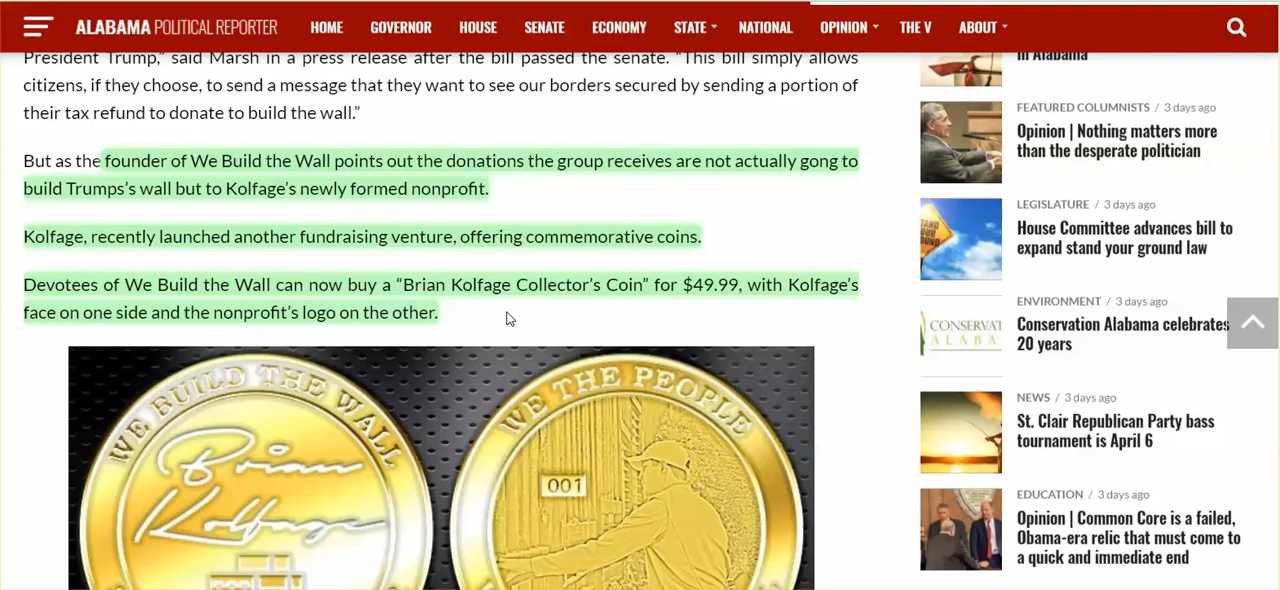 ALABAMA POLITICAL REPORTER
HOME GOVERNOR HOUSE SENATE ECONOMY STATE NATIONAL OPINION THE V ABOUT
President Trump,” said Marsh in a press release after the bill passed the senate. “This bill simply allows
citizens, if they choose, to send a message that they want to see our borders secured by sending a portion of
their tax refund to donate to build the wall.”
But as the founder of We Build the Wall points out the donations the group receives are not actually gong to
build Trumps’s wall but to Kolfage’s newly formed nonprofit.
Kolfage, recently launched another fundraising venture, offering commemorative coins.
Devotees of We Build the Wall can now buy a “Brian Kolfage Collector’s Coin” for $49.99, with Kolfage’s
face on one side and the nonprofit’s logo on the other.
WE BUILD THE WALL
Brian
Kolfage
WE THE PEOPLE
001
in Alabama
FEATURED COLUMNISTS / 3 days ago
Opinion | Nothing matters more
than the desperate politician
LEGISLATURE / 3 days ago
House Committee advances bill to
expand stand your ground law
ENVIRONMENT / 3 days ago
Conservation Alabama celebrates
20 years
CONSERVAT
ALABA
NEWS / 3 days ago
St. Clair Republican Party bass
tournament is April 6
EDUCATION / 3 days ago
Opinion | Common Core is a failed,
Obama-era relic that must come to
a quick and immediate end